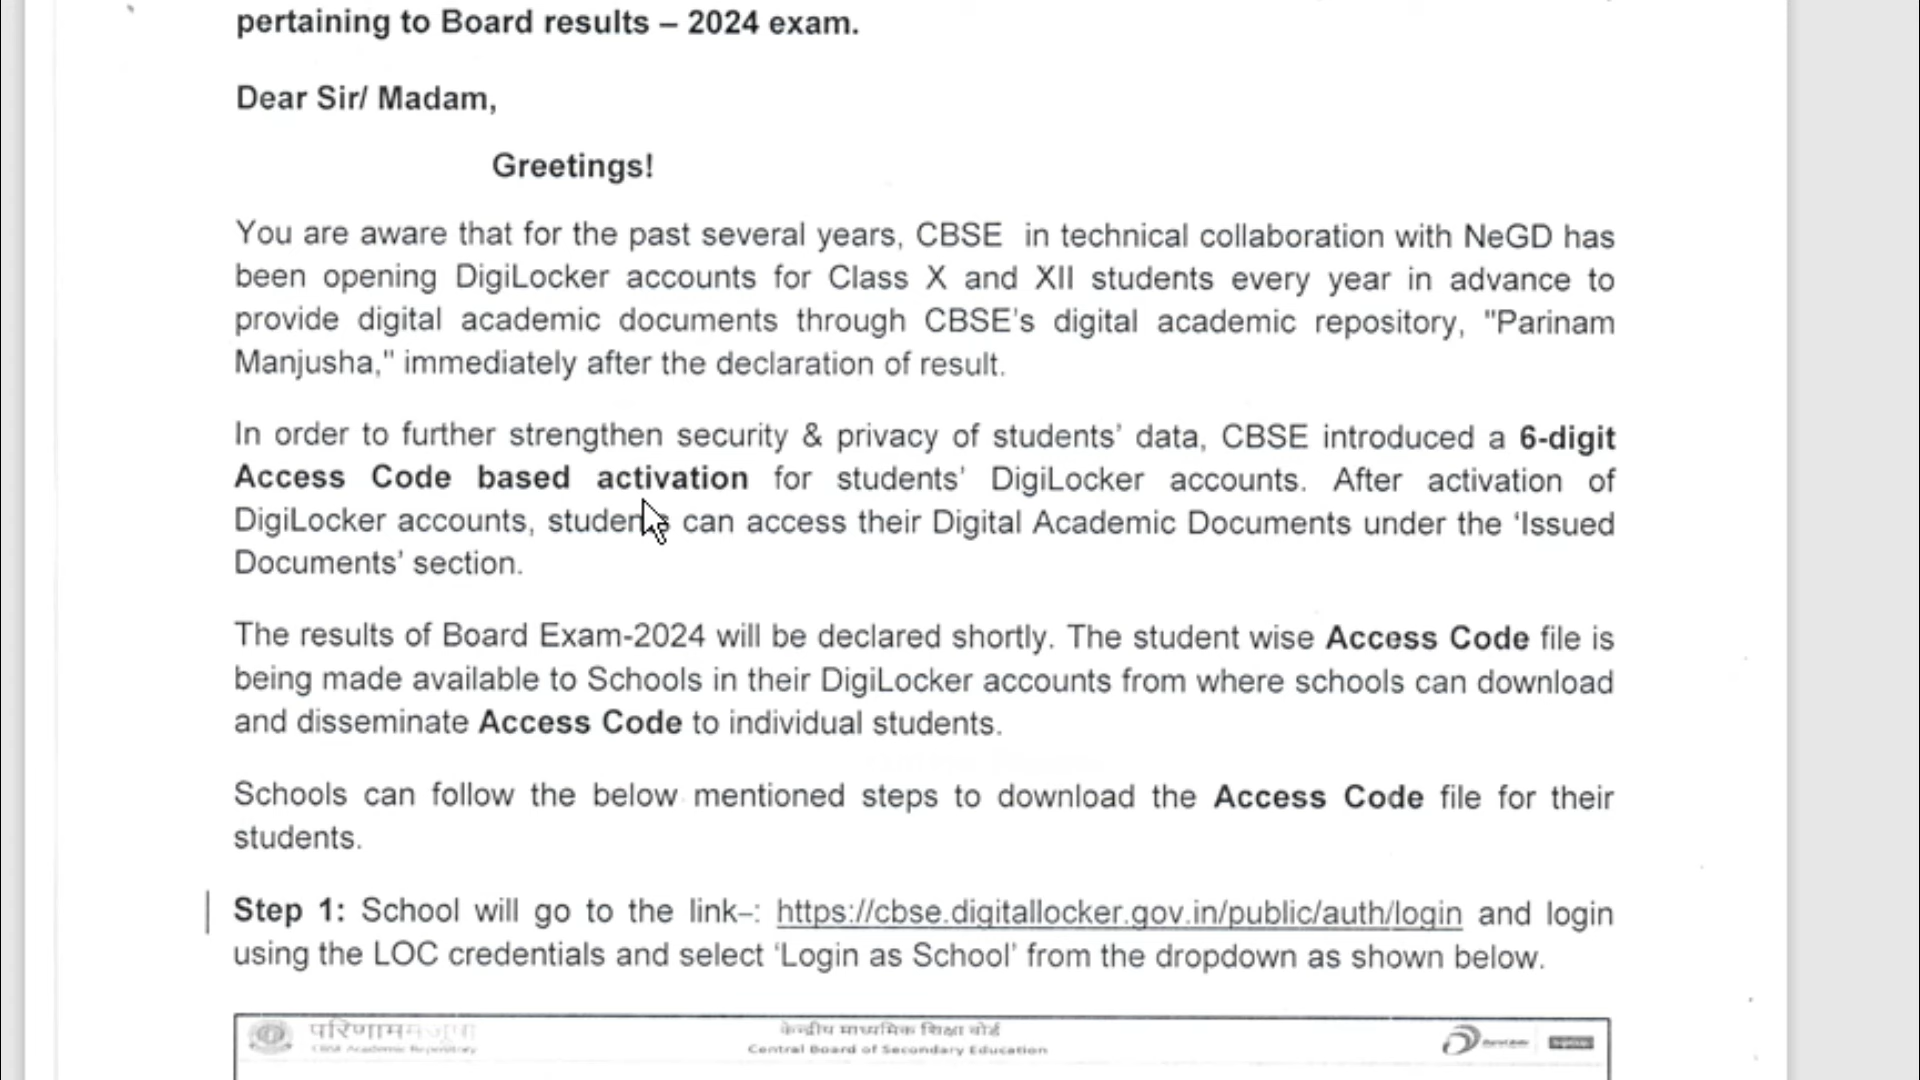 pertaining to Board results – 2024 exam.
Dear Sir/ Madam,
Greetings!
You are aware that for the past several years, CBSE in technical collaboration with NeGD has
been opening DigiLocker accounts for Class X and XII students every year in advance to
provide digital academic documents through CBSE's digital academic repository, "Parinam
Manjusha," immediately after the declaration of result.
In order to further strengthen security & privacy of students' data, CBSE introduced a 6-digit
Access Code based activation for students' DigiLocker accounts. After activation of
DigiLocker accounts, students can access their Digital Academic Documents under the 'Issued
Documents' section.
The results of Board Exam-2024 will be declared shortly. The student wise Access Code file is
being made available to Schools in their DigiLocker accounts from where schools can download
and disseminate Access Code to individual students.
Schools can follow the below mentioned steps to download the Access Code file for their
students.
Step 1: School will go to the link–: https://cbse.digitallocker.gov.in/public/auth/login and login
using the LOC credentials and select 'Login as School' from the dropdown as shown below.
परिणाम मंजूषा
CBSE Academic Repository
केन्द्रीय माध्यमिक शिक्षा बोर्ड
Central Board of Secondary Education